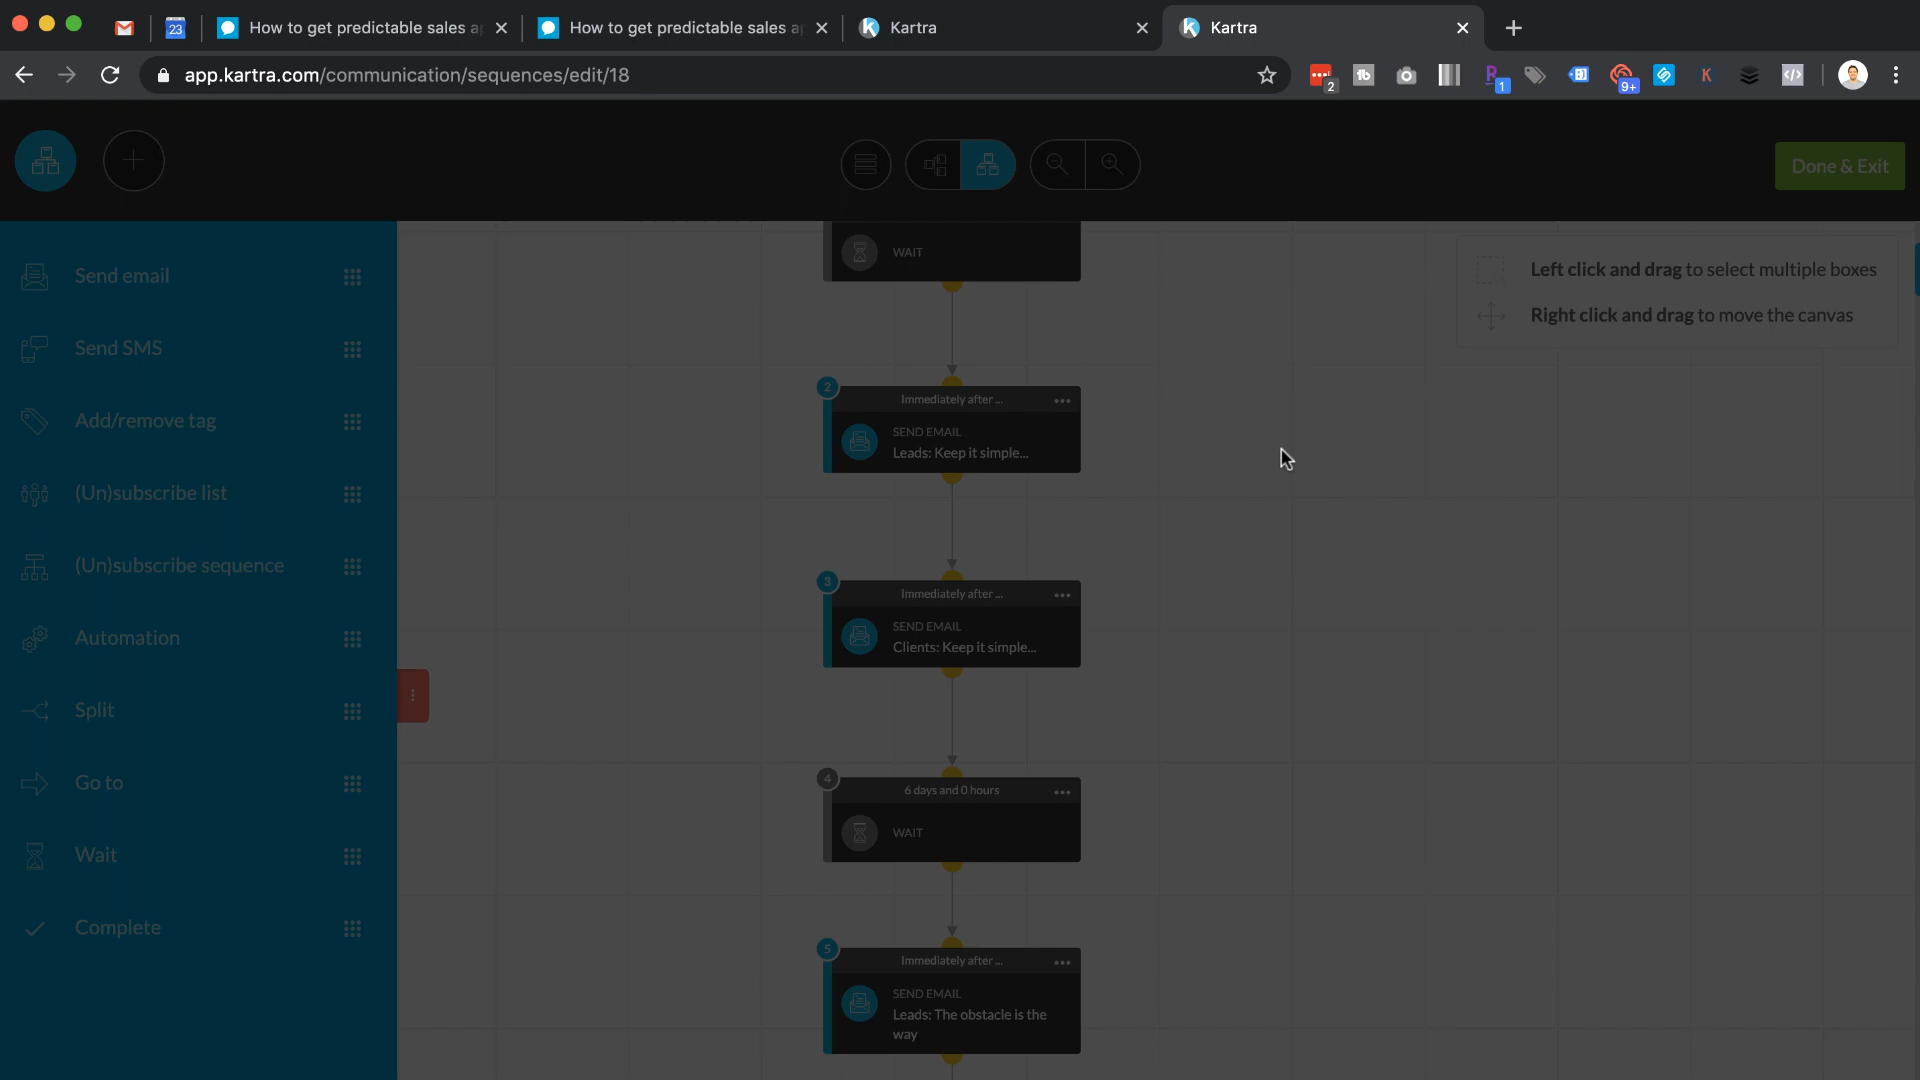 23
How to get predictable sales a
How to get predictable sales a
Kartra
Kartra
app.kartra.com/communication/sequences/edit/18
2
1
9+
Done & Exit
Send email
Send SMS
Add/remove tag
(Un)subscribe list
(Un)subscribe sequence
Automation
Split
Go to
Wait
Complete
WAIT
2
Immediately after ...
SEND EMAIL
Leads: Keep it simple...
3
Immediately after ...
SEND EMAIL
Clients: Keep it simple...
4
6 days and 0 hours
WAIT
5
Immediately after ...
SEND EMAIL
Leads: The obstacle is the
way
Left click and drag to select multiple boxes
Right click and drag to move the canvas